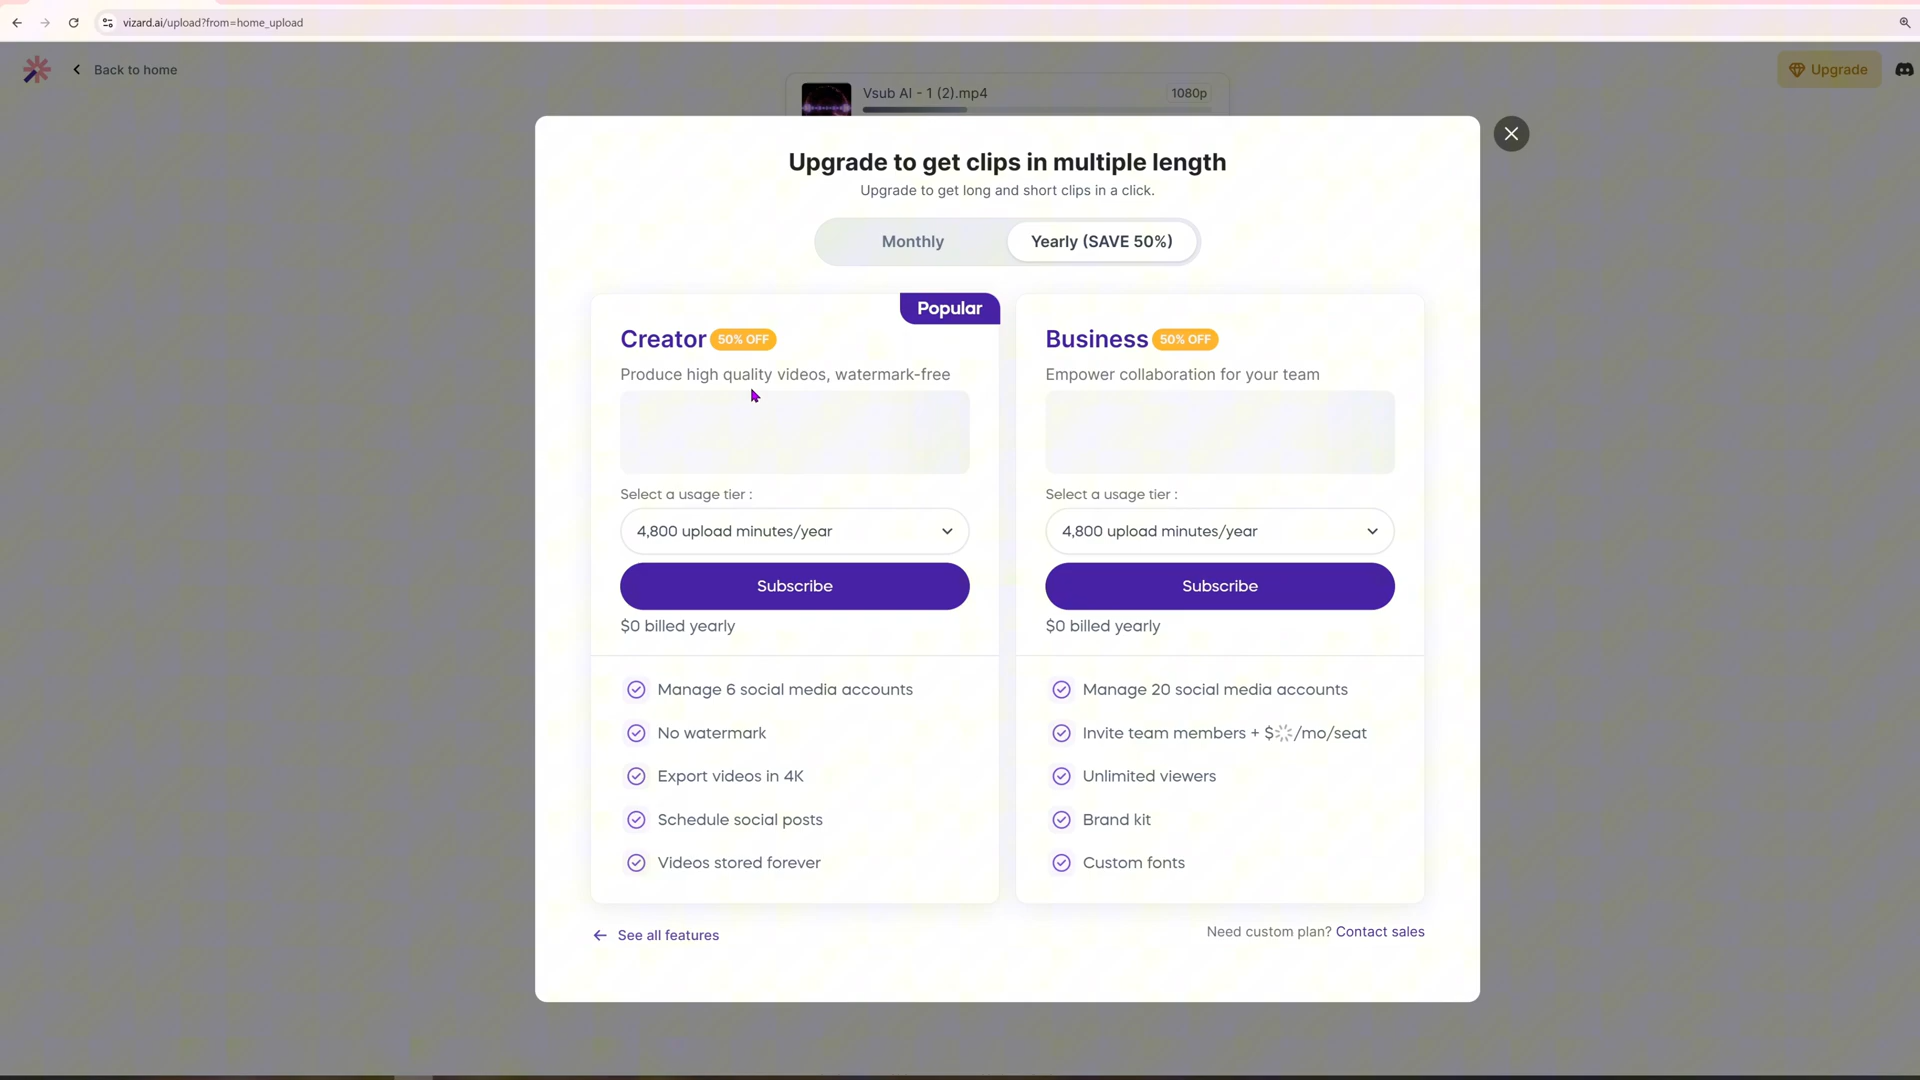 vizard.ai/upload?from=home_upload
Back to home
Upgrade
Vsub AI - 1 (2).mp4
1080p
Upgrade to get clips in multiple length
Upgrade to get long and short clips in a click.
Monthly
Yearly (SAVE 50%)
Popular
Creator 50% OFF
Produce high quality videos, watermark-free
Select a usage tier :
4,800 upload minutes/year
Subscribe
$0 billed yearly
Manage 6 social media accounts
No watermark
Export videos in 4K
Schedule social posts
Videos stored forever
Business 50% OFF
Empower collaboration for your team
Select a usage tier :
4,800 upload minutes/year
Subscribe
$0 billed yearly
Manage 20 social media accounts
Invite team members + $ /mo/seat
Unlimited viewers
Brand kit
Custom fonts
See all features
Need custom plan? Contact sales